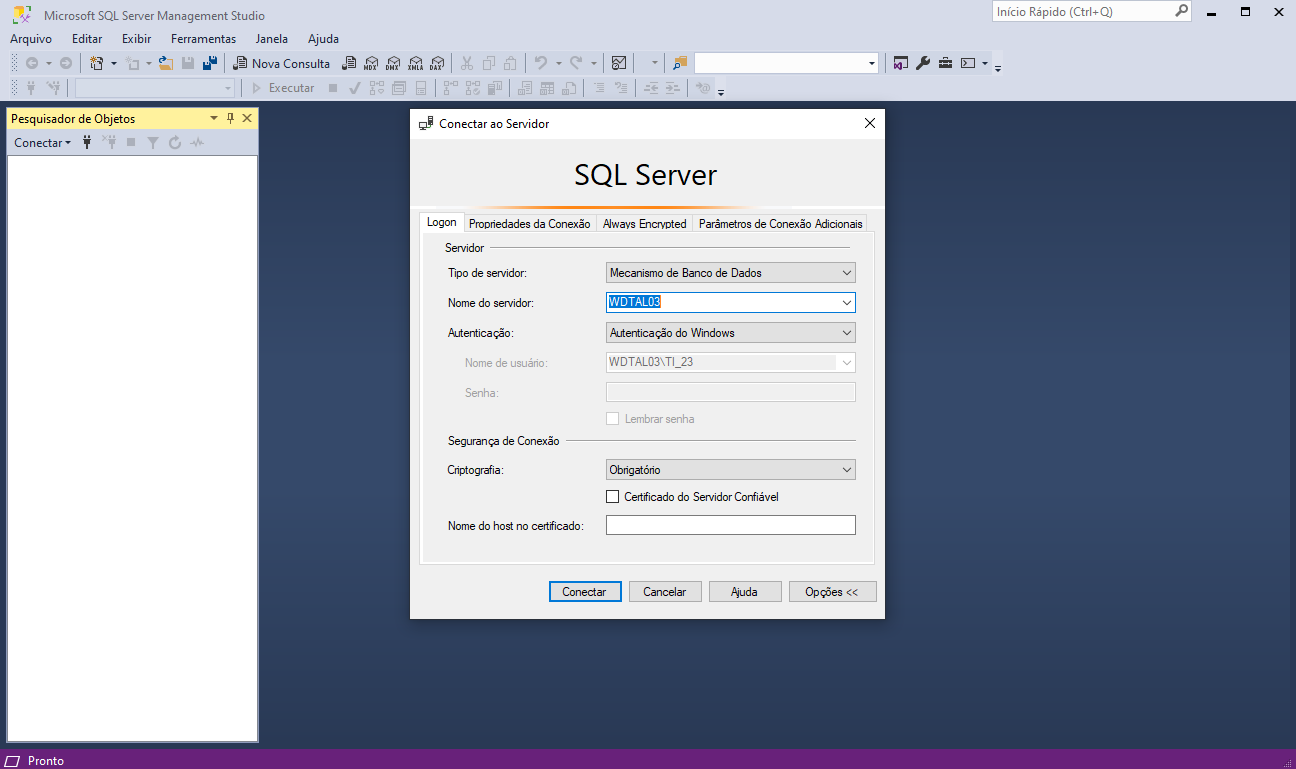 Microsoft SQL Server Management Studio
Início Rápido (Ctrl+Q)
Arquivo Editar Exibir Ferramentas Janela Ajuda
Nova Consulta MDX DMX XMLA DAX
Executar
Pesquisador de Objetos
Conectar
Conectar ao Servidor
SQL Server
Logon Propriedades da Conexão Always Encrypted Parâmetros de Conexão Adicionais
Servidor
Tipo de servidor: Mecanismo de Banco de Dados
Nome do servidor: WDTAL03
Autenticação: Autenticação do Windows
Nome de usuário: WDTAL03\TI_23
Senha:
Lembrar senha
Segurança de Conexão
Criptografia: Obrigatório
Certificado do Servidor Confiável
Nome do host no certificado:
Conectar Cancelar Ajuda Opções <<
Pronto